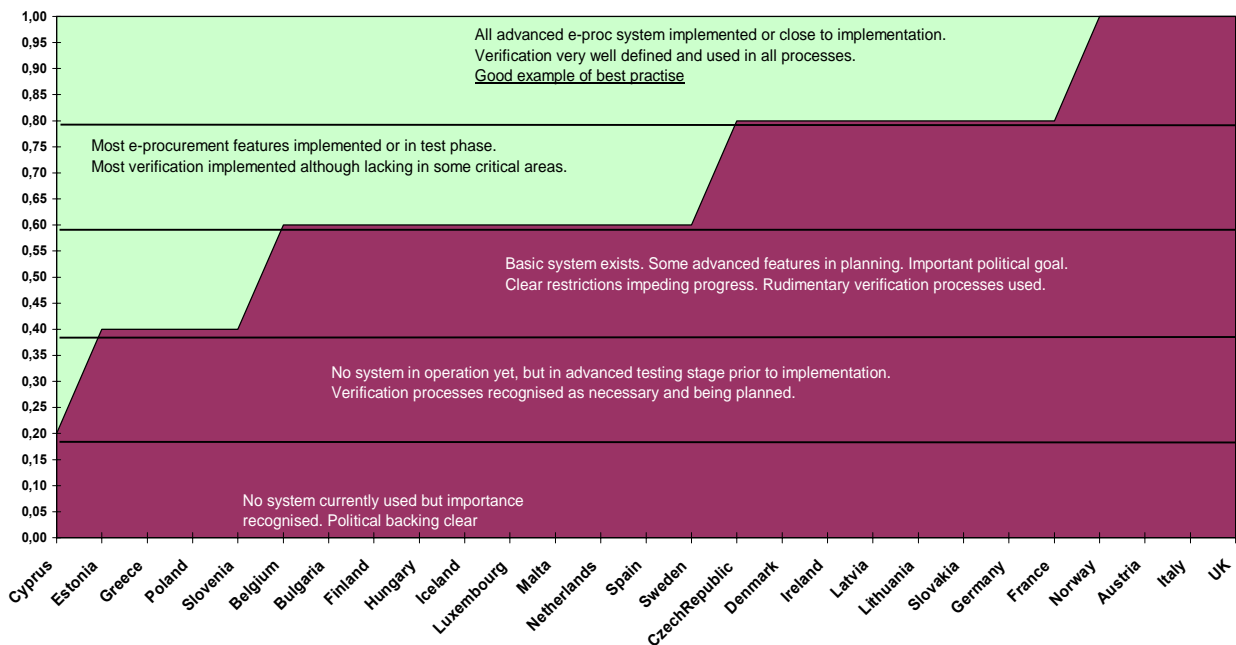 1,00
0,95
0,90
0,85
0,80
0,75
0,70
0,65
0,60
0,55
0,50
0,45
0,40
0,35
0,30
0,25
0,20
0,15
0,10
0,05
0,00
All advanced e-proc system implemented or close to implementation.
Verification very well defined and used in all processes.
Good example of best practise
Most e-procurement features implemented or in test phase.
Most verification implemented although lacking in some critical areas.
Basic system exists. Some advanced features in planning. Important political goal.
Clear restrictions impeding progress. Rudimentary verification processes used.
No system in operation yet, but in advanced testing stage prior to implementation.
Verification processes recognised as necessary and being planned.
No system currently used but importance
recognised. Political backing clear
Cyprus
Estonia
Greece
Poland
Slovenia
Belgium
Bulgaria
Finland
Hungary
Iceland
Luxembourg
Malta
Netherlands
Spain
Sweden
CzechRepublic
Denmark
Ireland
Latvia
Lithuania
Slovakia
Germany
France
Norway
Austria
Italy
UK